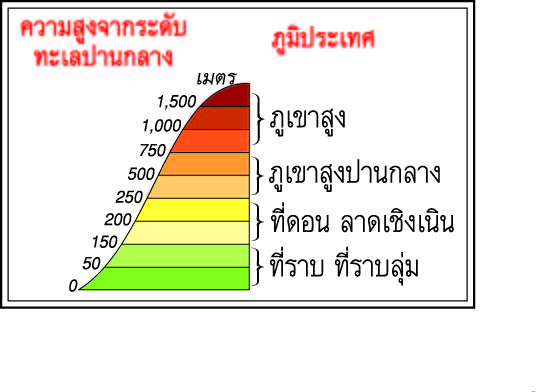 ความสูงจากระดับ
ทะเลปานกลาง
ภูมิประเทศ
เมตร
1,500
1,000
750
500
250
200
150
50
0
ภูเขาสูง
ภูเขาสูงปานกลาง
ที่ดอน ลาดเชิงเนิน
ที่ราบ ที่ราบลุ่ม